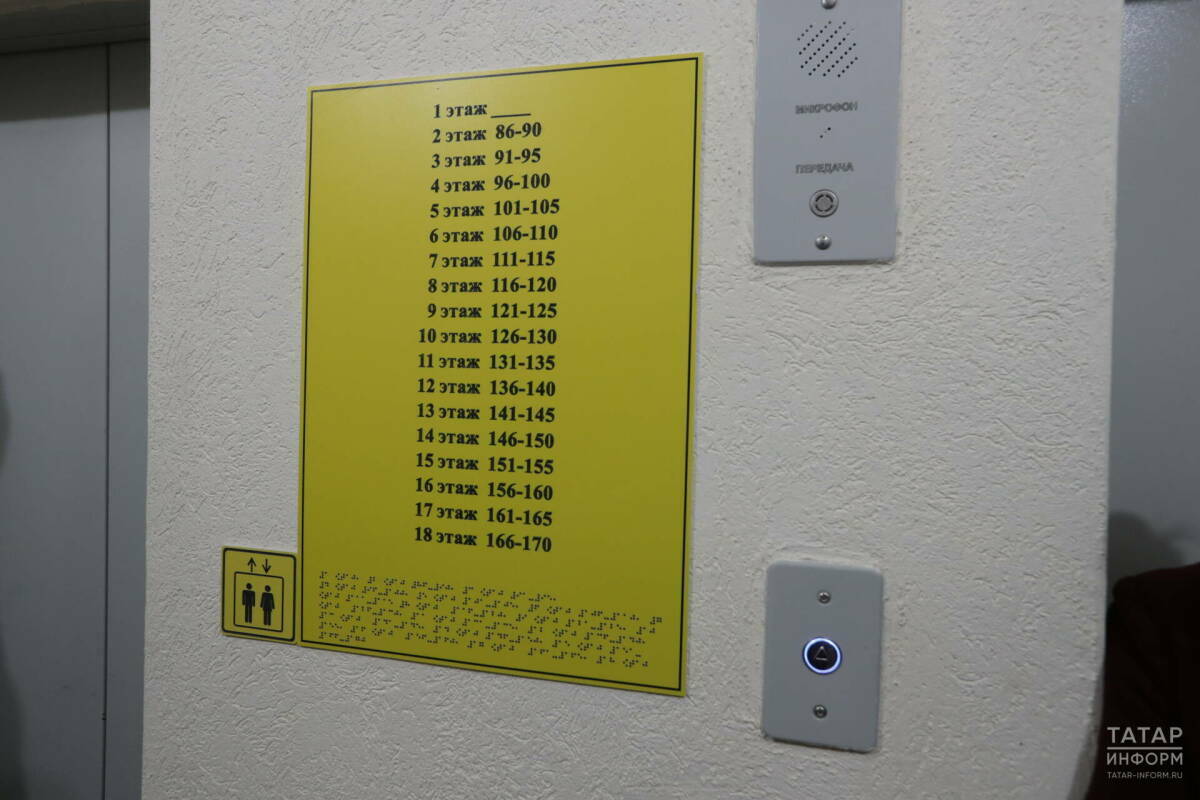 1 этаж ____
2 этаж 86-90
3 этаж 91-95
4 этаж 96-100
5 этаж 101-105
6 этаж 106-110
7 этаж 111-115
8 этаж 116-120
9 этаж 121-125
10 этаж 126-130
11 этаж 131-135
12 этаж 136-140
13 этаж 141-145
14 этаж 146-150
15 этаж 151-155
16 этаж 156-160
17 этаж 161-165
18 этаж 166-170
МИКРОФОН
ПЕРЕДАЧА
ТАТАР
ИНФОРМ
TATAR-INFORM.RU